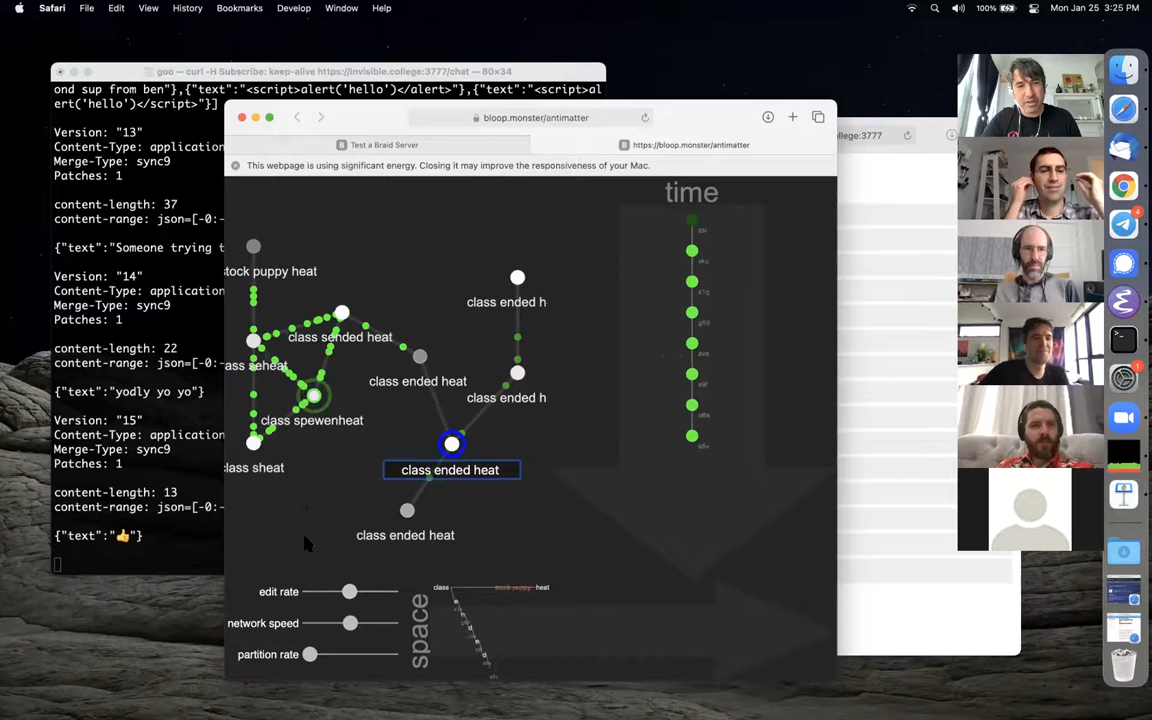 Safari File Edit View History Bookmarks Develop Window Help
100% Mon Jan 25 3:25 PM
goo — curl -H Subscribe: keep-alive https://invisible.college:3777/chat — 80×34
ond sup from ben"},{"text":"<script>alert('hello')</alert>"},{"text":"<script>al
ert('hello')</script>"}]
Version: "13"
Content-Type: application
Merge-Type: sync9
Patches: 1
content-length: 37
content-range: json=[-0:-
{"text":"Someone trying t
Version: "14"
Content-Type: application
Merge-Type: sync9
Patches: 1
content-length: 22
content-range: json=[-0:-
{"text":"yodly yo yo"}
Version: "15"
Content-Type: application
Merge-Type: sync9
Patches: 1
content-length: 13
content-range: json=[-0:-
{"text":"👍"}
bloop.monster/antimatter
Test a Braid Server
https://bloop.monster/antimatter
This webpage is using significant energy. Closing it may improve the responsiveness of your Mac.
time
stock puppy heat
class ended h
class sended heat
ass seheat
class ended heat
class ended h
class spewenheat
class sheat
class ended heat
class ended heat
edit rate
network speed
partition rate
space
class stock puppy heat
llege:3777
4
1